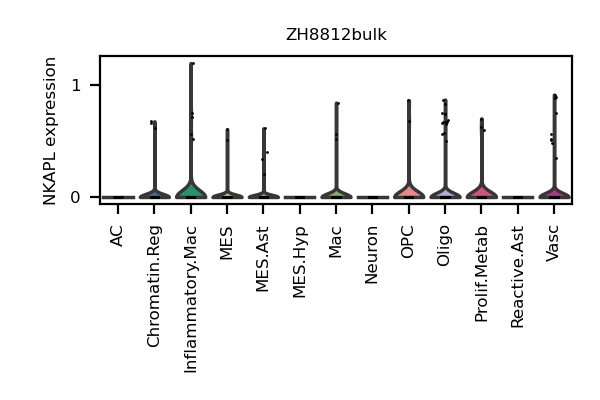 ZH8812bulk
NKAPL expression
1
0
AC
Chromatin.Reg
Inflammatory.Mac
MES
MES.Ast
MES.Hyp
Mac
Neuron
OPC
Oligo
Prolif.Metab
Reactive.Ast
Vasc